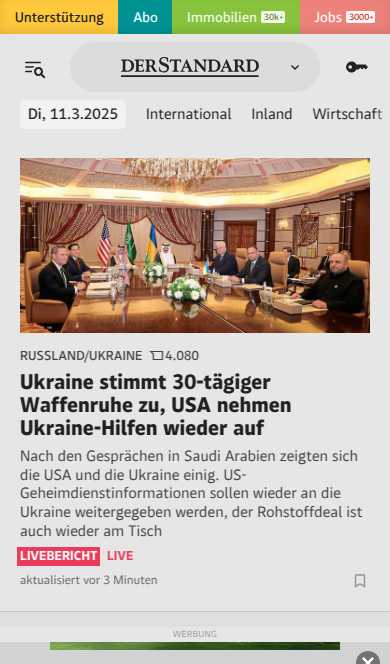 Unterstützung Abo Immobilien 30k+ Jobs 3000+
DERSTANDARD
Di, 11.3.2025 International Inland Wirtschaft
RUSSLAND/UKRAINE 4.080
Ukraine stimmt 30-tägiger
Waffenruhe zu, USA nehmen
Ukraine-Hilfen wieder auf
Nach den Gesprächen in Saudi Arabien zeigten sich
die USA und die Ukraine einig. US-
Geheimdienstinformationen sollen wieder an die
Ukraine weitergegeben werden, der Rohstoffdeal ist
auch wieder am Tisch
LIVEBERICHT LIVE
aktualisiert vor 3 Minuten
WERBUNG